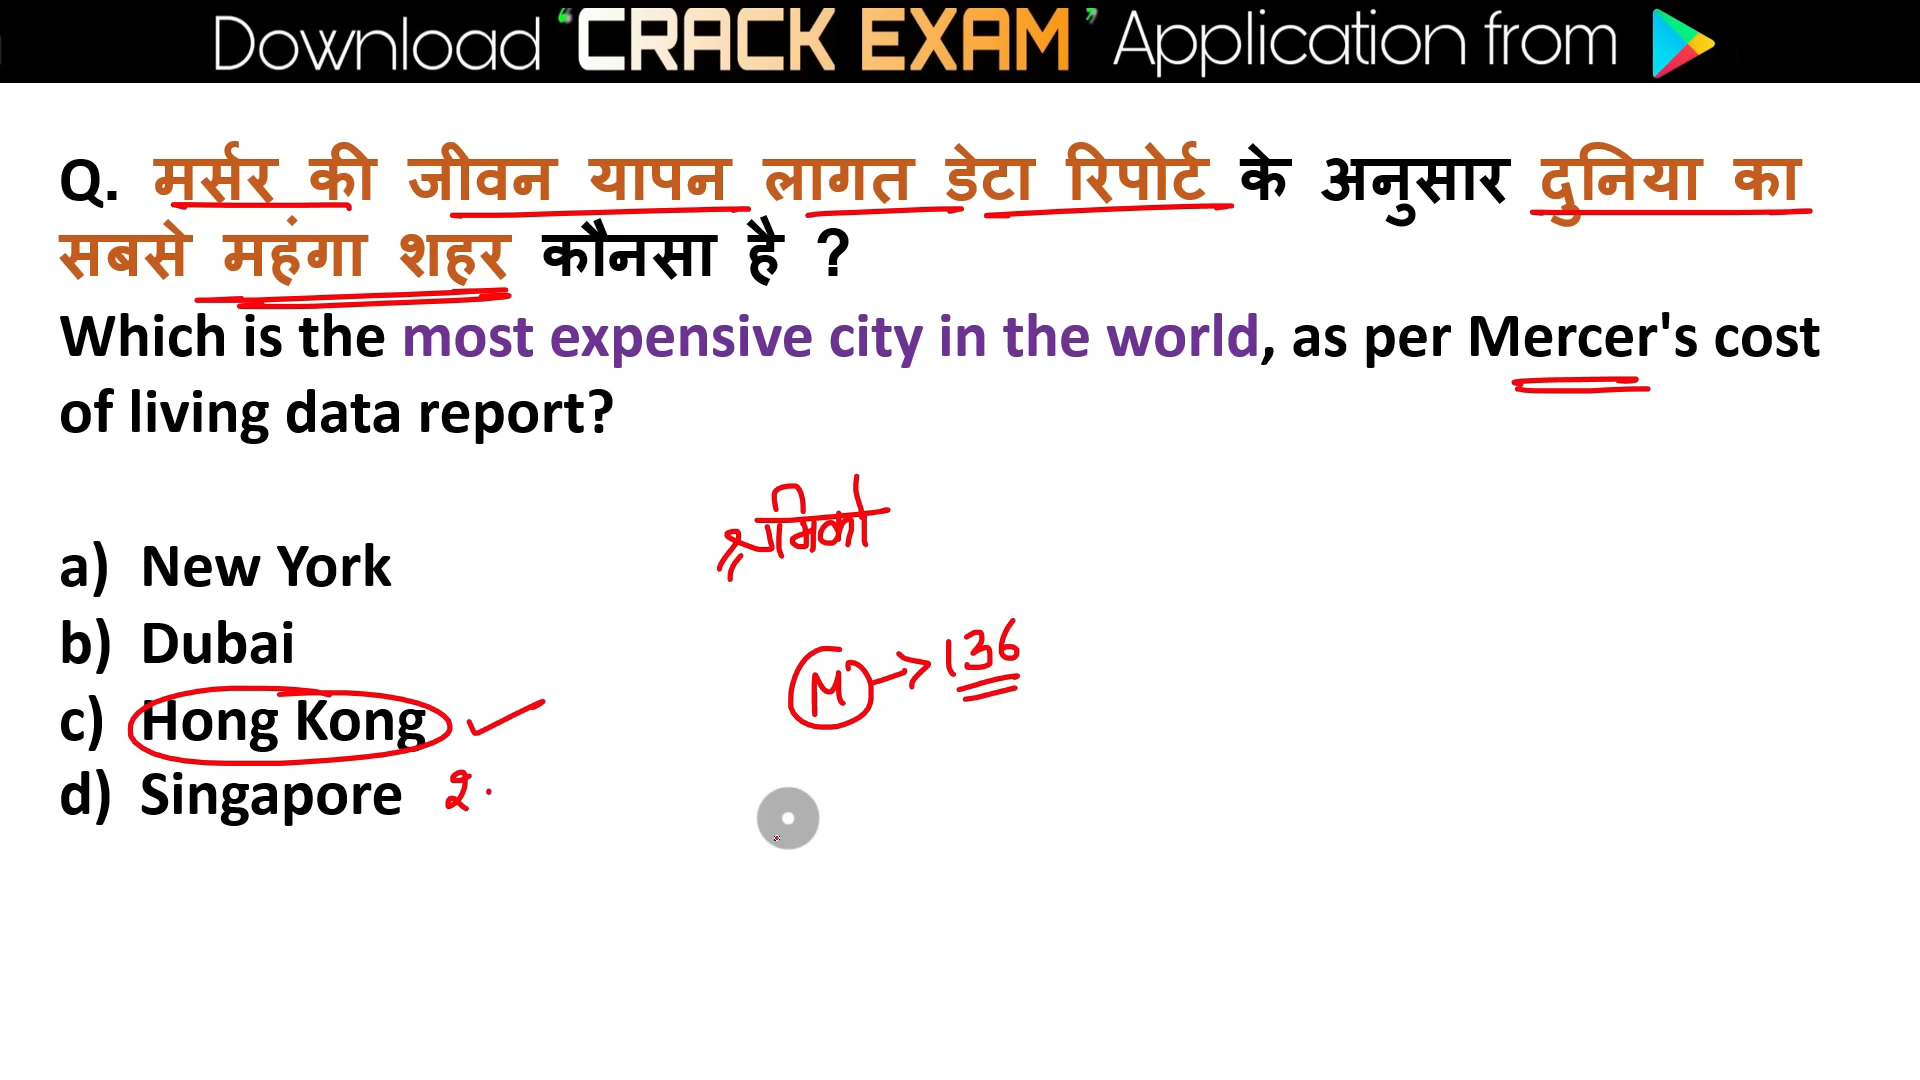 Download ‘CRACK EXAM’ Application from
Q. मर्सर की जीवन यापन लागत डेटा रिपोर्ट के अनुसार दुनिया का
सबसे महंगा शहर कौनसा है ?
Which is the most expensive city in the world, as per Mercer's cost
of living data report?
श्रमिको
a) New York
b) Dubai
M → 136
c) Hong Kong ✓
d) Singapore 2.